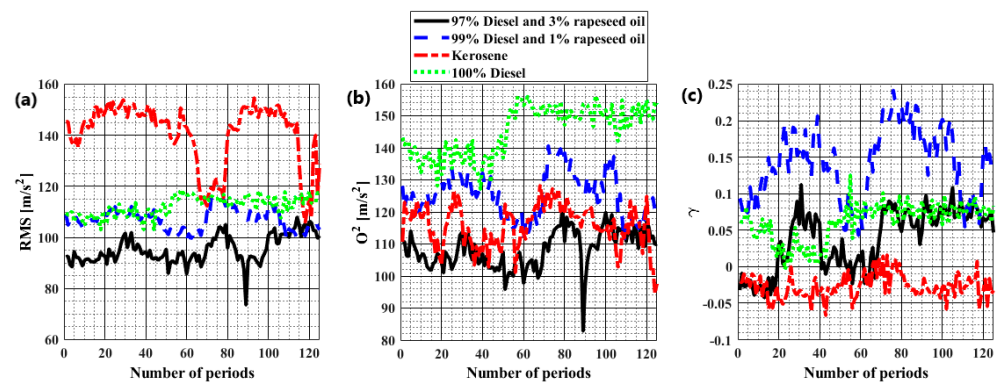 97% Diesel and 3% rapeseed oil
99% Diesel and 1% rapeseed oil
Kerosene
100% Diesel
(a)
RMS [m/s²]
160
140
120
100
80
60
0 20 40 60 80 100 120
Number of periods
(b)
O² [m/s²]
160
150
140
130
120
110
100
90
80
0 20 40 60 80 100 120
Number of periods
(c)
γ
0.25
0.2
0.15
0.1
0.05
0
-0.05
-0.1
0 20 40 60 80 100 120
Number of periods